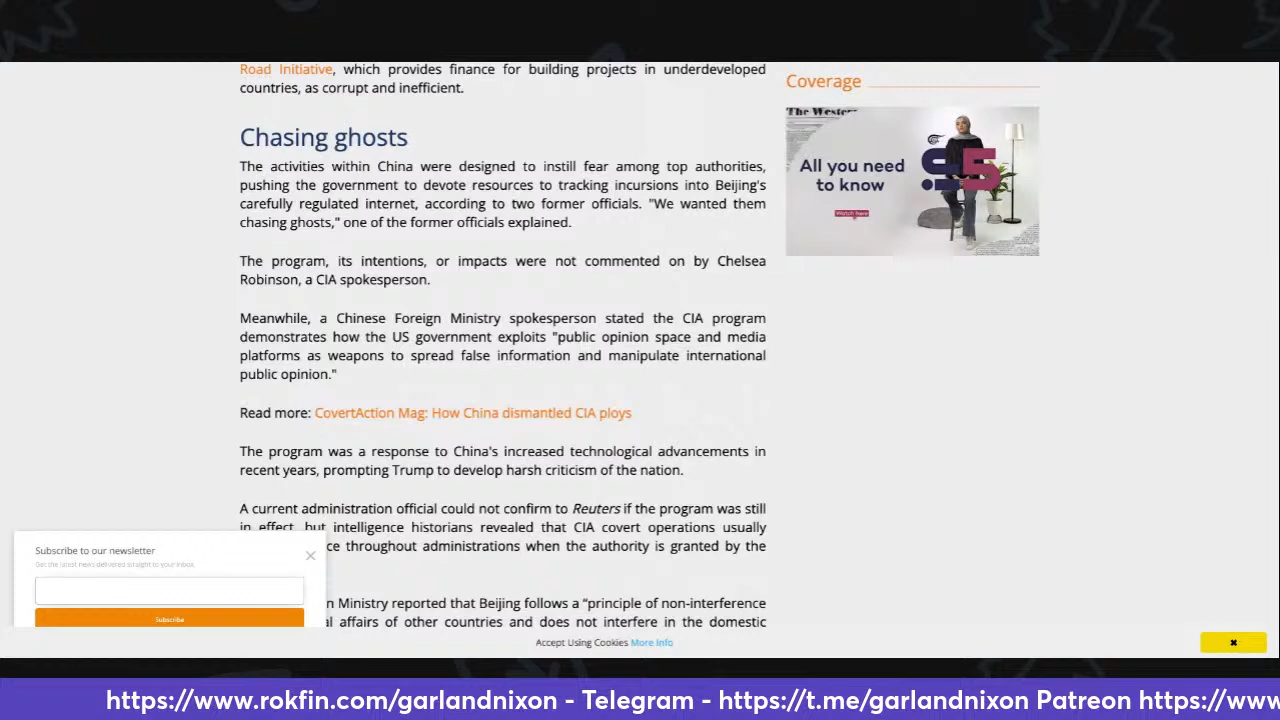 Road Initiative, which provides finance for building projects in underdeveloped
countries, as corrupt and inefficient.
Chasing ghosts
The activities within China were designed to instill fear among top authorities,
pushing the government to devote resources to tracking incursions into Beijing's
carefully regulated internet, according to two former officials. "We wanted them
chasing ghosts," one of the former officials explained.
The program, its intentions, or impacts were not commented on by Chelsea
Robinson, a CIA spokesperson.
Meanwhile, a Chinese Foreign Ministry spokesperson stated the CIA program
demonstrates how the US government exploits "public opinion space and media
platforms as weapons to spread false information and manipulate international
public opinion."
Read more: CovertAction Mag: How China dismantled CIA ploys
The program was a response to China's increased technological advancements in
recent years, prompting Trump to develop harsh criticism of the nation.
A current administration official could not confirm to Reuters if the program was still
in effect, but intelligence historians revealed that CIA covert operations usually
ce throughout administrations when the authority is granted by the
n Ministry reported that Beijing follows a “principle of non-interference
l affairs of other countries and does not interfere in the domestic
Coverage
The Western
All you need
to know
Watch here
Subscribe to our newsletter
Get the latest news delivered straight to your inbox
Subscribe
Accept Using Cookies More Info
https://www.rokfin.com/garlandnixon - Telegram - https://t.me/garlandnixon Patreon https://www